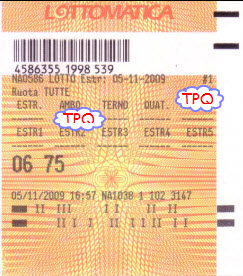 LOTTOMATICA
4586355 1998 539
NA0586 LOTTO Estr: 05-11-2009 #1
Ruota TUTTE
ESTR. AMBO TERNO QUAT.
TPQ
TPQ
ESTR1 ESTR2 ESTR3 ESTR4 ESTR5
06 75
05/11/2009 16:57 NA1038 1 102 3147